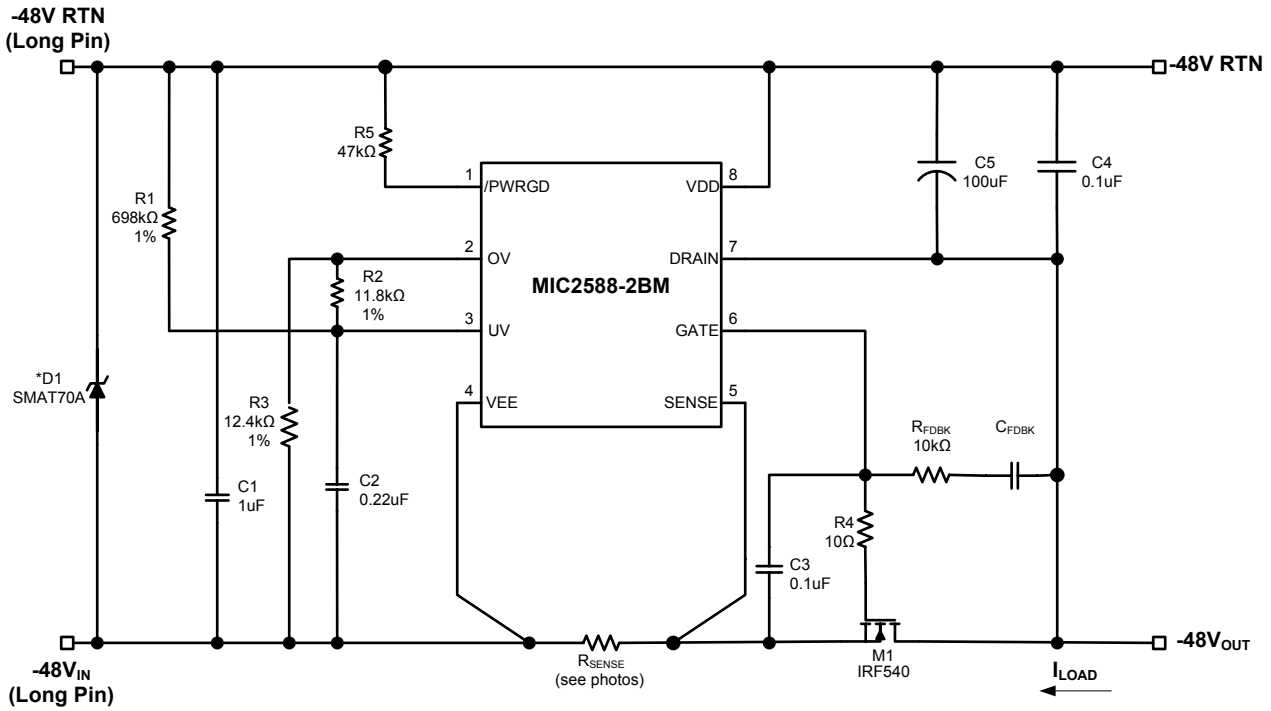 -48V RTN
(Long Pin)
-48V RTN
R5
47kΩ
R1
698kΩ
1%
1
/PWRGD
VDD
8
C5
100uF
C4
0.1uF
2
OV
DRAIN
7
R2
11.8kΩ
1%
MIC2588-2BM
3
UV
GATE
6
*D1
SMAT70A
R3
12.4kΩ
1%
4
VEE
SENSE
5
RFDBK
10kΩ
CFDBK
C1
1uF
C2
0.22uF
R4
10Ω
C3
0.1uF
-48VIN
(Long Pin)
RSENSE
(see photos)
M1
IRF540
-48VOUT
ILOAD